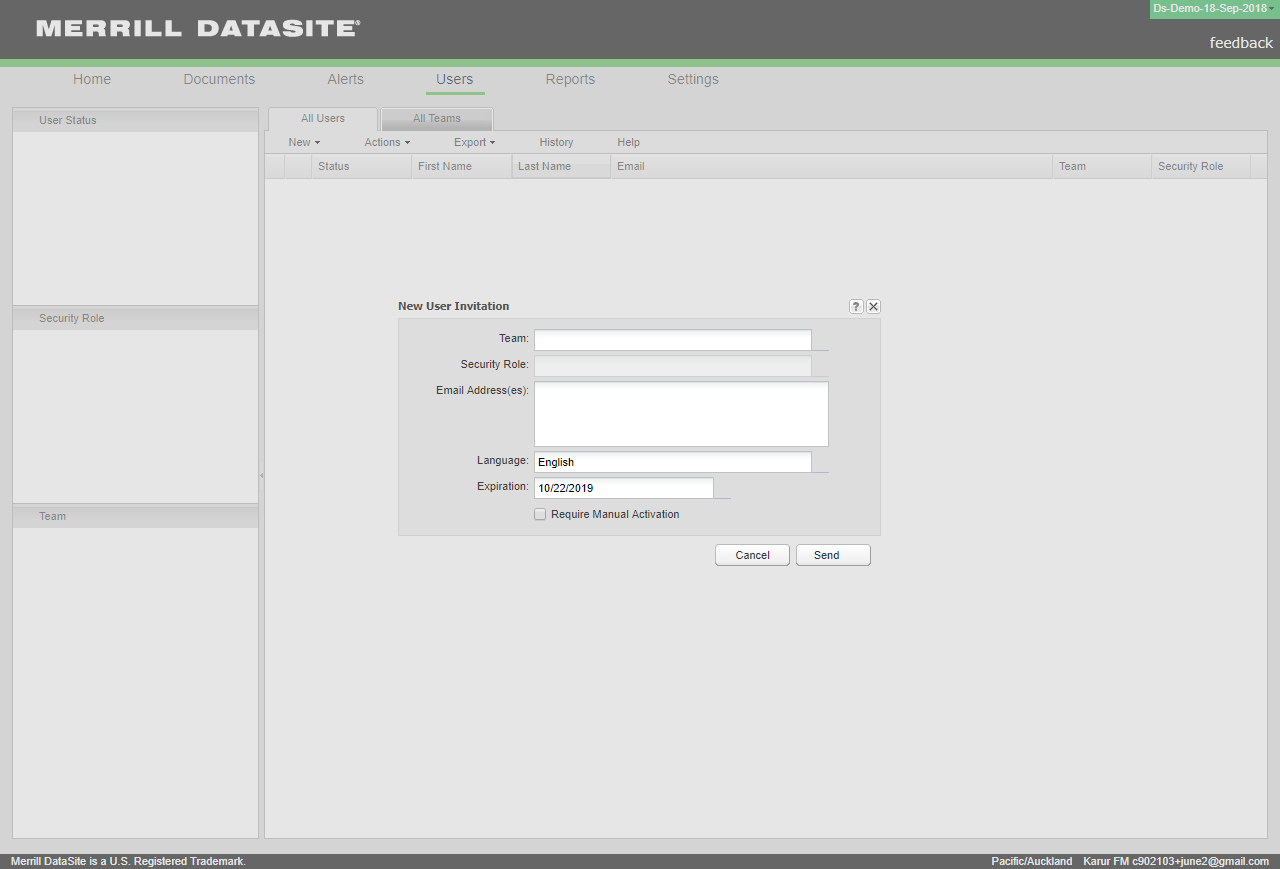 MERRILL DATASITE®
Ds-Demo-18-Sep-2018
feedback
Home Documents Alerts Users Reports Settings
User Status
Security Role
Team
All Users All Teams
New Actions Export History Help
Status First Name Last Name Email Team Security Role
New User Invitation ?
Team:
Security Role:
Email Address(es):
Language: English
Expiration: 10/22/2019
Require Manual Activation
Cancel Send
Merrill DataSite is a U.S. Registered Trademark. Pacific/Auckland Karur FM c902103+june2@gmail.com